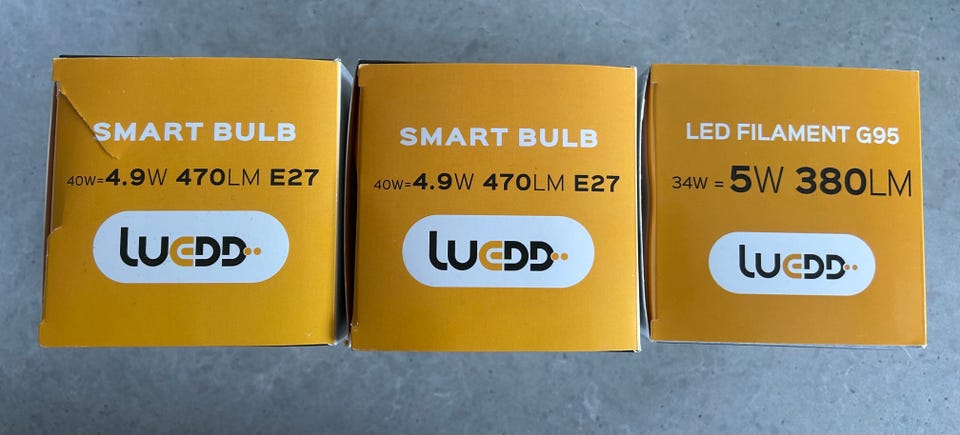 SMART BULB
40W=4.9W 470LM E27
LUEDD
SMART BULB
40W=4.9W 470LM E27
LUEDD
LED FILAMENT G95
34W = 5W 380LM
LUEDD